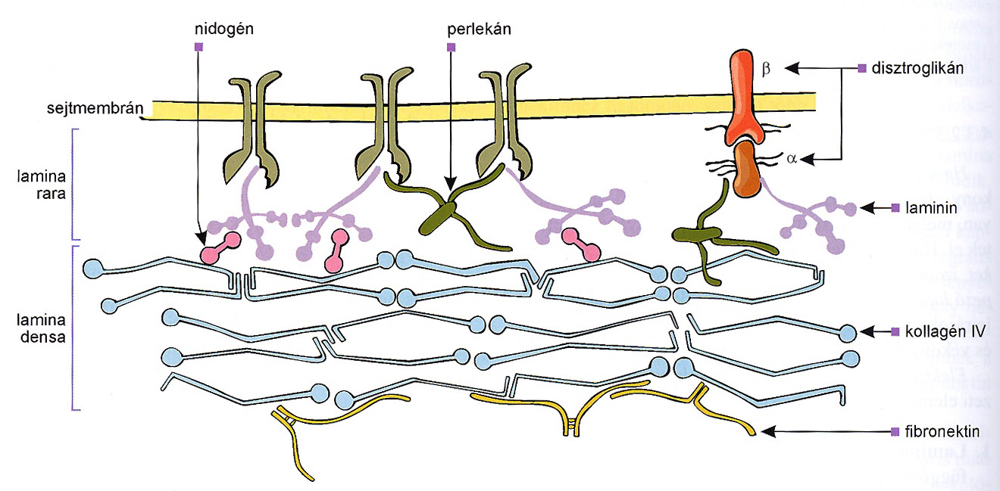 nidogén
perlekán
β
disztroglikán
sejtmembrán
α
lamina
rara
laminin
lamina
densa
kollagén IV
fibronektin